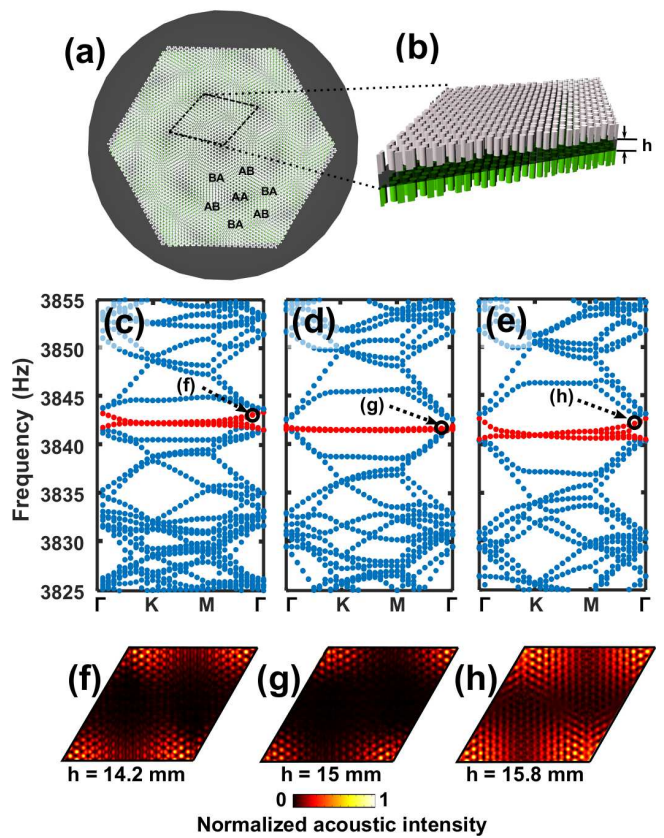 (a)
(b)
AB
BA
BA
AA
AB
AB
BA
h
(c)
(d)
(e)
3855
3850
3845
3842
3840
3835
3830
3825
Frequency (Hz)
(f)
(g)
(h)
Γ K M Γ
Γ K M Γ
Γ K M Γ
(f)
(g)
(h)
h = 14.2 mm
h = 15 mm
h = 15.8 mm
0 1
Normalized acoustic intensity